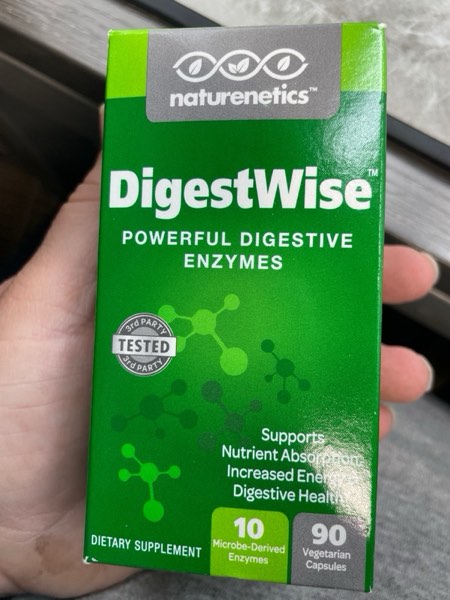 naturenetics™
DigestWise™
POWERFUL DIGESTIVE
ENZYMES
3rd PARTY
TESTED
3rd PARTY
Supports
Nutrient Absorption
Increased Energy
Digestive Health
10
Microbe-Derived
Enzymes
90
Vegetarian
Capsules
DIETARY SUPPLEMENT